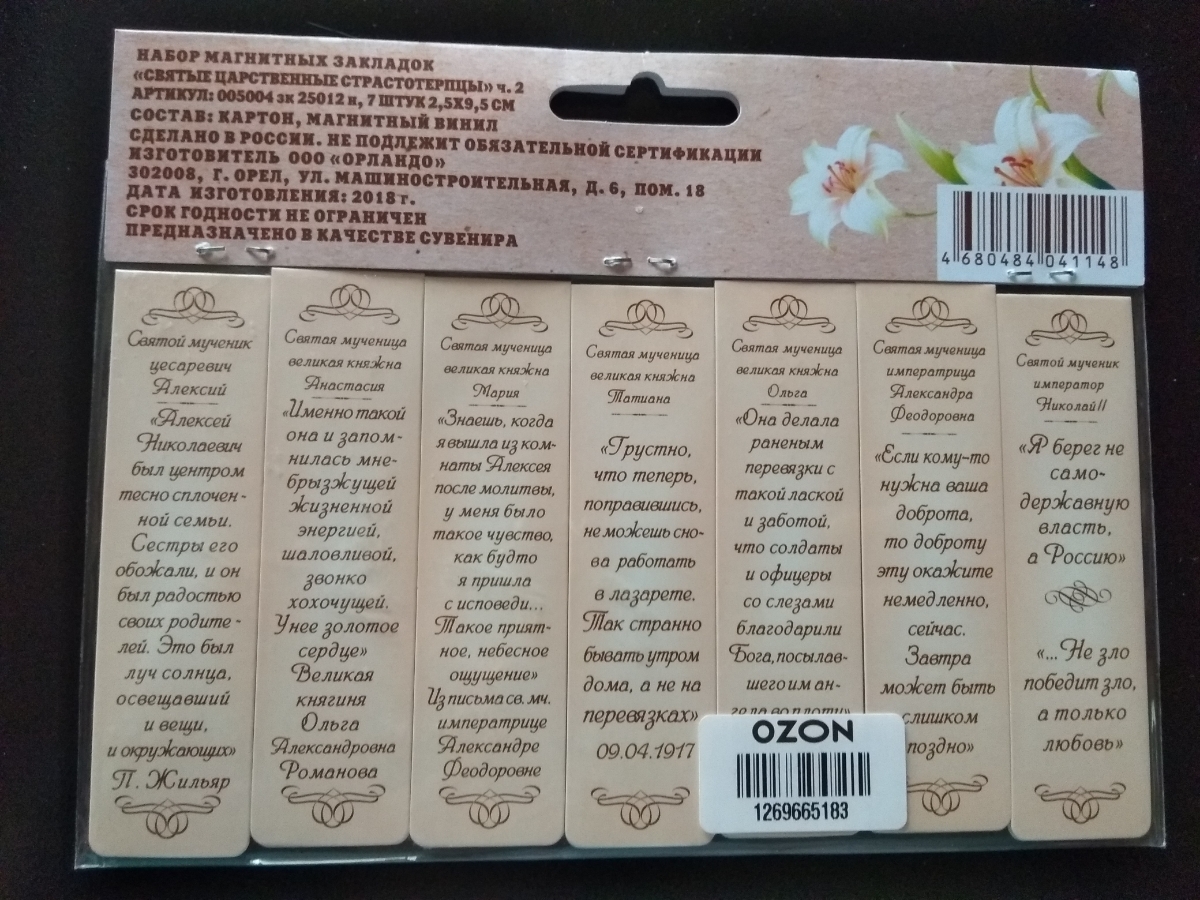 НАБОР МАГНИТНЫХ ЗАКЛАДОК
«СВЯТЫЕ ЦАРСТВЕННЫЕ СТРАСТОТЕРПЦЫ» ч. 2
АРТИКУЛ: 005004 зк 25012 н, 7 ШТУК 2,5Х9,5 СМ
СОСТАВ: КАРТОН, МАГНИТНЫЙ ВИНИЛ
СДЕЛАНО В РОССИИ. НЕ ПОДЛЕЖИТ ОБЯЗАТЕЛЬНОЙ СЕРТИФИКАЦИИ
ИЗГОТОВИТЕЛЬ ООО «ОРЛАНДО»
302008, Г. ОРЕЛ, УЛ. МАШИНОСТРОИТЕЛЬНАЯ, Д. 6, ПОМ. 18
ДАТА ИЗГОТОВЛЕНИЯ: 2018 г.
СРОК ГОДНОСТИ НЕ ОГРАНИЧЕН
ПРЕДНАЗНАЧЕНО В КАЧЕСТВЕ СУВЕНИРА
4 680484 041148
Святой мученик
цесаревич
Алексий
«Алексей
Николаевич
был центром
тесно сплочен-
ной семьи.
Сестры его
обожали, и он
был радостью
своих родите-
лей. Это был
луч солнца,
освещавший
и вещи,
и окружающих»
П. Жильяр
Святая мученица
великая княжна
Анастасия
«Именно такой
она и запом-
нилась мне-
брызжущей
жизненной
энергией,
шаловливой,
звонко
хохочущей.
У нее золотое
сердце»
Великая
княгиня
Ольга
Александровна
Романова
Святая мученица
великая княжна
Мария
«Знаешь, когда
я вышла из ком-
наты Алексея
после молитвы,
у меня было
такое чувство,
как будто
я пришла
с исповеди...
Такое прият-
ное, небесное
ощущение»
Из письма св. мч.
императрице
Александре
Феодоровне
Святая мученица
великая княжна
Татиана
«Грустно,
что теперь,
поправившись,
не можешь сно-
ва работать
в лазарете.
Так странно
бывать утром
дома, а не на
перевязках»
09.04.1917
Святая мученица
великая княжна
Ольга
«Она делала
раненым
перевязки с
такой лаской
и заботой,
что солдаты
и офицеры
со слезами
благодарили
Бога, послав-
шего им ан-
гела во плоти»
Святая мученица
императрица
Александра
Феодоровна
«Если кому-то
нужна ваша
доброта,
то доброту
эту окажите
немедленно,
сейчас.
Завтра
может быть
слишком
поздно»
Святой мученик
император
Николай II
«Я берег не
само-
державную
власть,
а Россию»
«...Не зло
победит зло,
а только
любовь»
OZON
1269665183